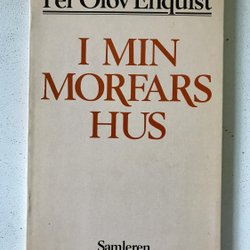 Per Olov Enquist
I MIN
MORFARS
HUS
Samleren